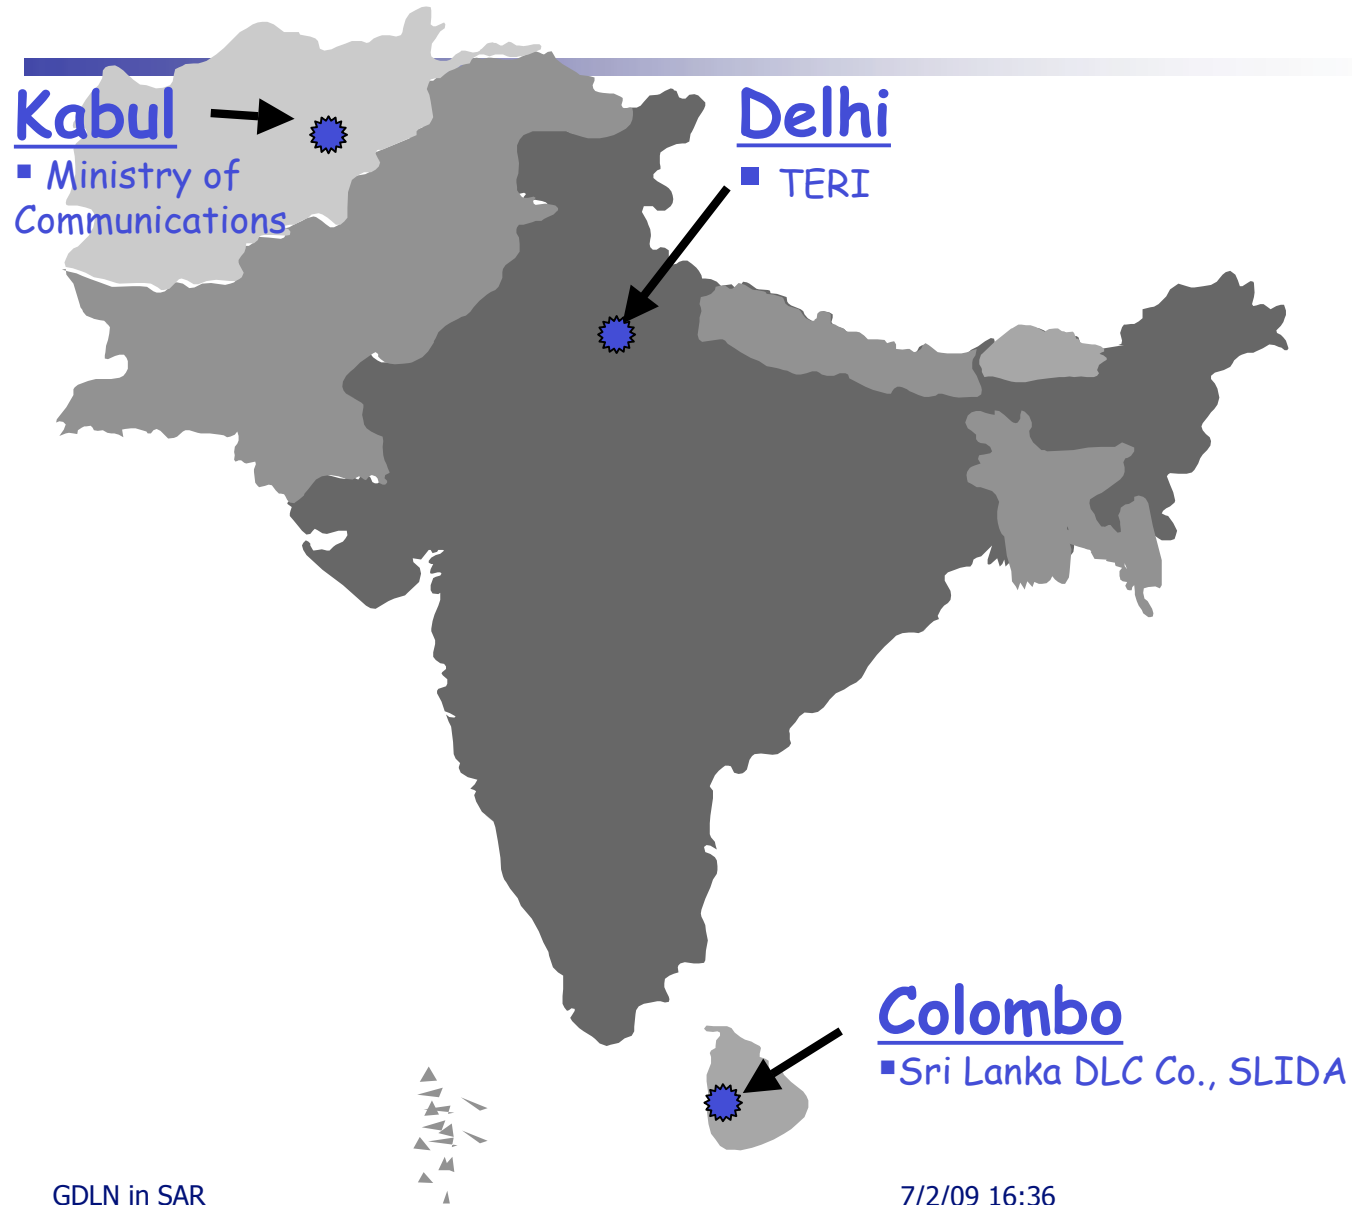 Kabul
▪ Ministry of
Communications
Delhi
▪ TERI
Colombo
▪Sri Lanka DLC Co., SLIDA
GDLN in SAR
7/2/09 16:36